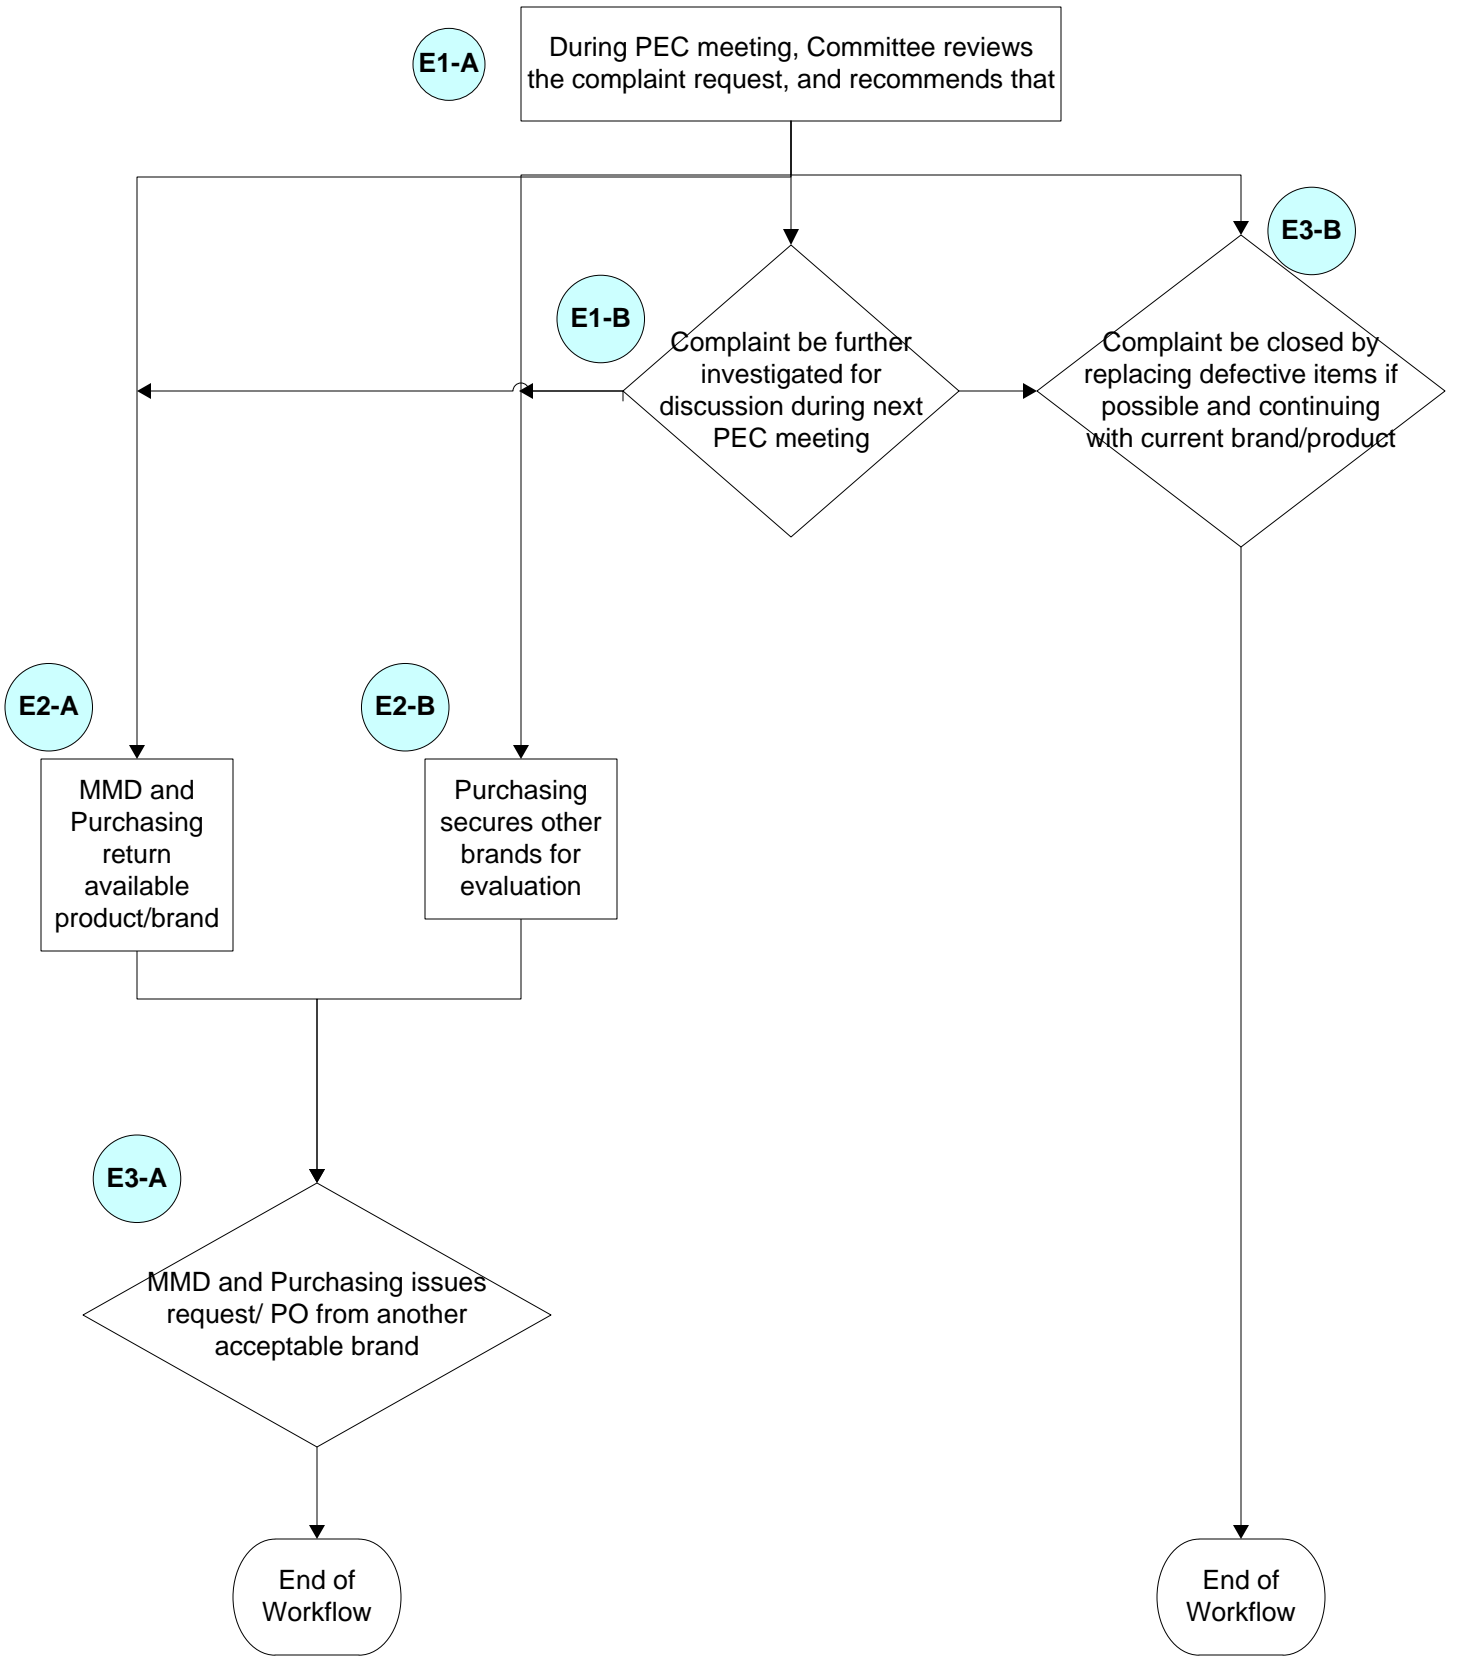 E1-A
During PEC meeting, Committee reviews
the complaint request, and recommends that
E3-B
E1-B
Complaint be further
investigated for
discussion during next
PEC meeting
Complaint be closed by
replacing defective items if
possible and continuing
with current brand/product
E2-A
E2-B
MMD and
Purchasing
return
available
product/brand
Purchasing
secures other
brands for
evaluation
E3-A
MMD and Purchasing issues
request/ PO from another
acceptable brand
End of
Workflow
End of
Workflow